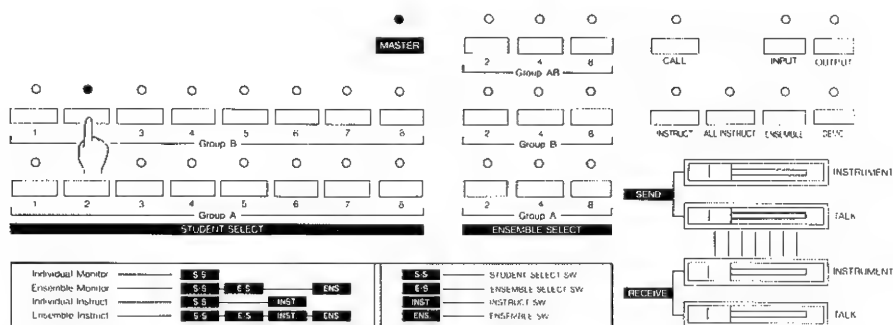 MASTER
2 4 8
Group AB
CALL INPUT OUTPUT
1 3 4 5 6 7 8
Group B
2 4 8
Group B
INSTRUCT ALL INSTRUCT ENSEMBLE DEMO
1 2 3 4 5 6 7 8
Group A
STUDENT SELECT
2 4 8
Group A
ENSEMBLE SELECT
SEND
INSTRUMENT
TALK
RECEIVE
INSTRUMENT
TALK
Individual Monitor S·S
Ensemble Monitor S·S E·S ENS
Individual Instruct S·S INST
Ensemble Instruct S·S E·S INST ENS
S·S STUDENT SELECT SW
E·S ENSEMBLE SELECT SW
INST INSTRUCT SW
ENS ENSEMBLE SW